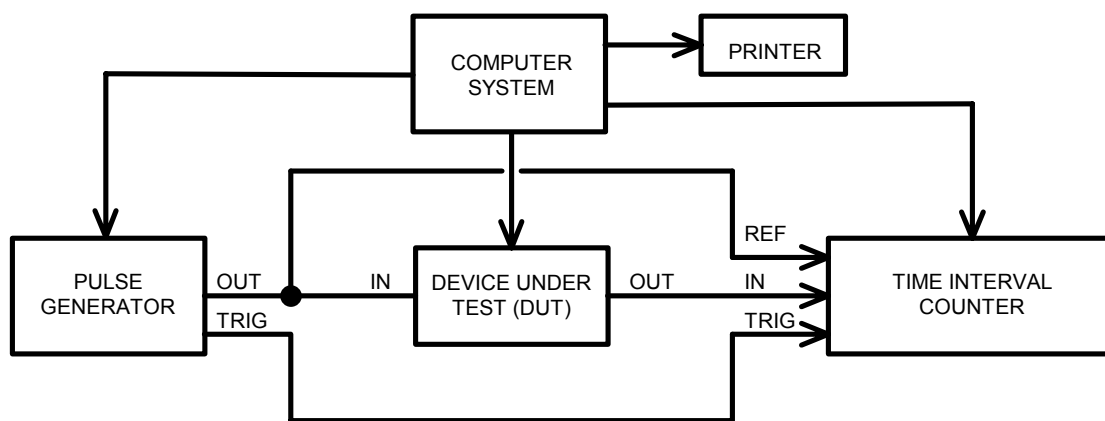 COMPUTER
SYSTEM
PRINTER
REF
PULSE
GENERATOR
OUT
IN
DEVICE UNDER
TEST (DUT)
OUT
IN
TIME INTERVAL
COUNTER
TRIG
TRIG